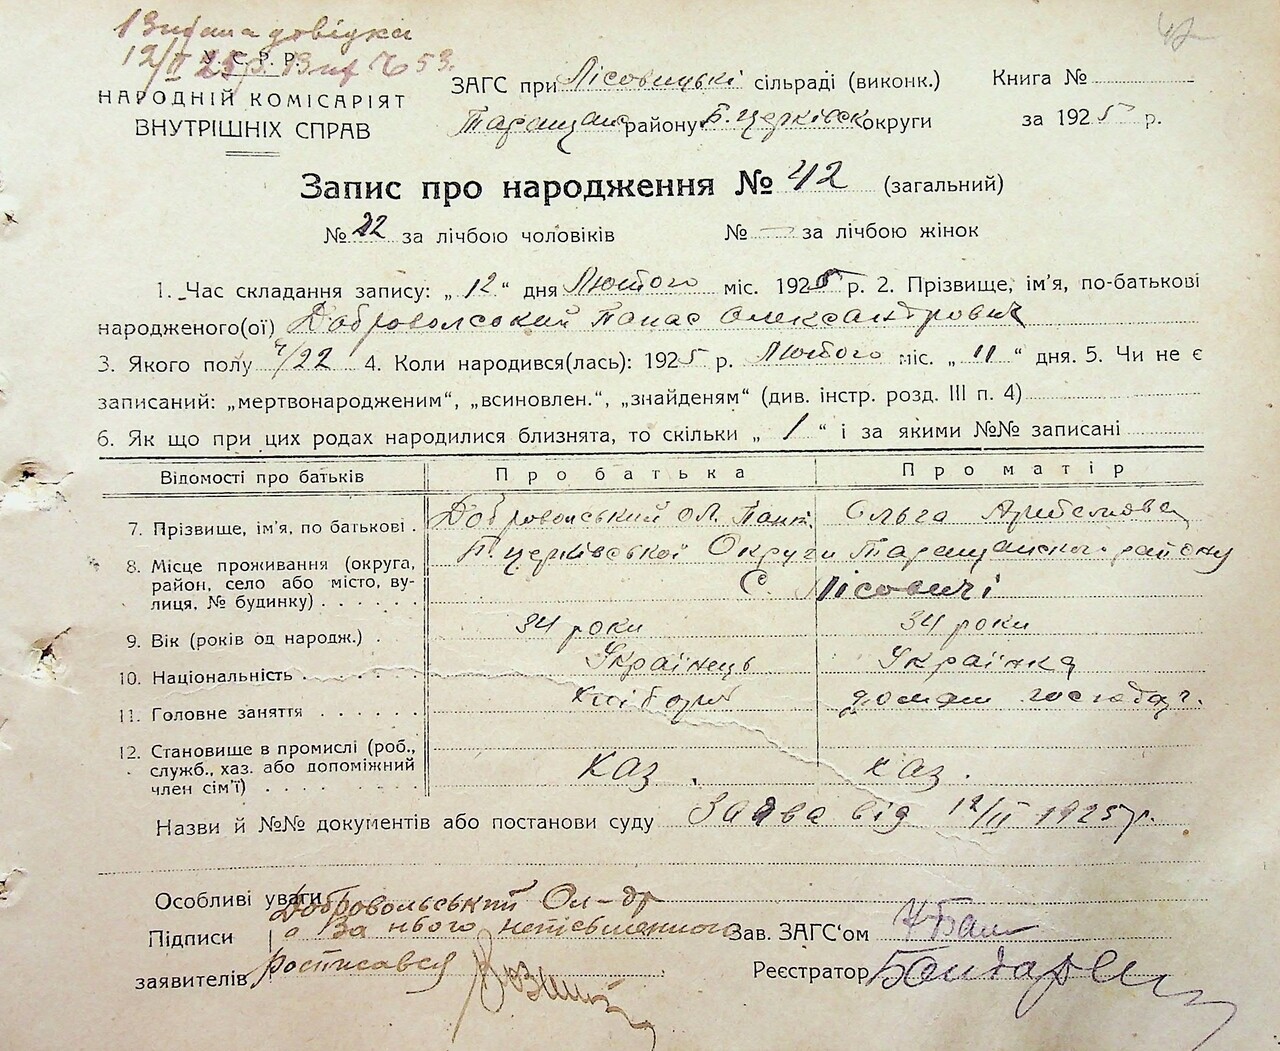 Видана довідка
12/II 25 р.
У. С. Р. Р.
НАРОДНІЙ КОМІСАРІЯТ
ВНУТРІШНІХ СПРАВ
ЗАГС при Лісовицькі сільраді (виконк.)
Таращанс району Б. Церківск округи
Книга №
за 1925 р.
Запис про народження № 42 (загальний)
№ 22 за лічбою чоловіків № — за лічбою жінок
1. Час складання запису: „12“ дня Лютого міс. 1925 р. 2. Прізвище, ім'я, по-батькові
народженого(ої) Добровольский Панас Олександрович
3. Якого полу ч/22 4. Коли народився(лась): 1925 р. Лютого міс. „11“ дня. 5. Чи не є
записаний: „мертвонародженим“, „всиновлен.“, „знайденям“ (див. інстр. розд. III п. 4)
6. Як що при цих родах народилися близнята, то скільки „1“ і за якими №№ записані
Відомості про батьків Про батька Про матір
7. Прізвище, ім'я, по батькові. Добровольський Ол. Пант. Ольга
8. Місце проживання (округа, район, село або місто, вулиця, № будинку) Б. Церківської Округи Таращанского району
С. Лісовичі
9. Вік (років од народж.) 34 роки 34 роки
10. Національність Українець Українка
11. Головне заняття хлібороб домаш господ.
12. Становище в промислі (роб., служб., хаз. або допоміжний член сім'ї) хаз. хаз.
Назви й №№ документів або постанови суду Заява від 12/II 1925 р.
Особливі уваги
Підписи заявителів Добровольський Ол-др
а За нього неписьменного
росписався
Зав. ЗАГС'ом
Реєстратор